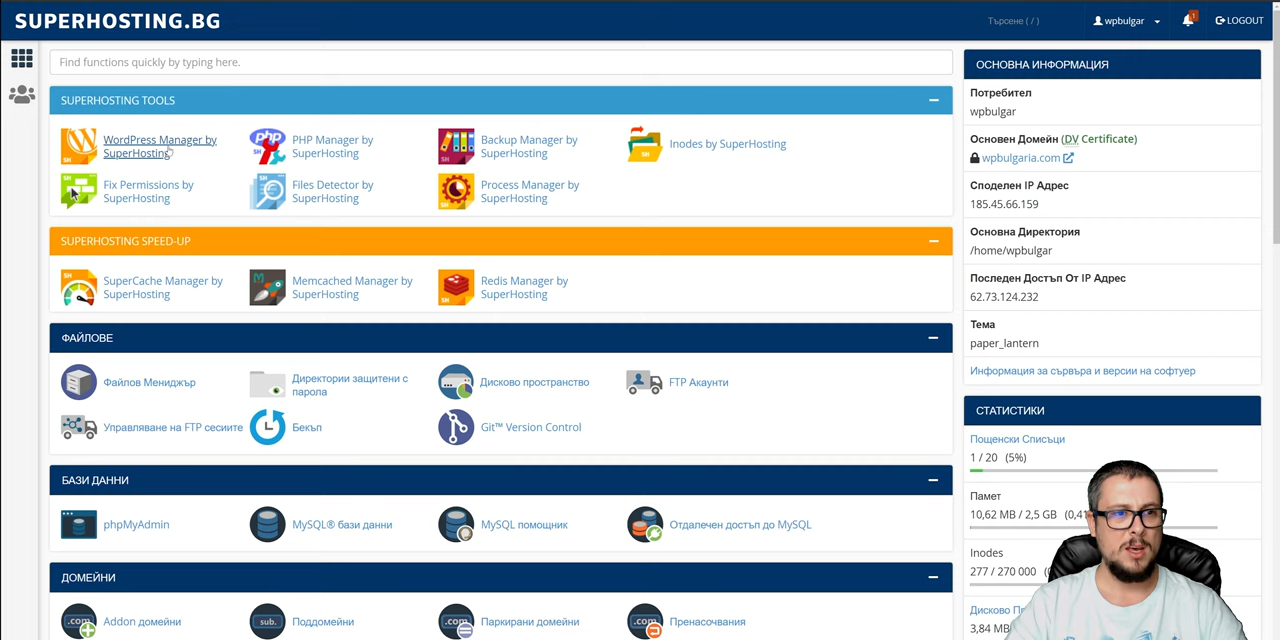 SUPERHOSTING.BG
Търсене ( / )
wpbulgar
1
LOGOUT
Find functions quickly by typing here.
SUPERHOSTING TOOLS
WordPress Manager by
SuperHosting
PHP Manager by
SuperHosting
Backup Manager by
SuperHosting
Inodes by SuperHosting
Fix Permissions by
SuperHosting
Files Detector by
SuperHosting
Process Manager by
SuperHosting
SUPERHOSTING SPEED-UP
SuperCache Manager by
SuperHosting
Memcached Manager by
SuperHosting
Redis Manager by
SuperHosting
ФАЙЛОВЕ
Файлов Мениджър
Директории защитени с
парола
Дисково пространство
FTP Акаунти
Управляване на FTP сесиите
Бекъп
Git™ Version Control
БАЗИ ДАННИ
phpMyAdmin
MySQL® бази данни
MySQL помощник
Отдалечен достъп до MySQL
ДОМЕЙНИ
Addon домейни
Поддомейни
Паркирани домейни
Пренасочвания
ОСНОВНА ИНФОРМАЦИЯ
Потребител
wpbulgar
Основен Домейн (DV Certificate)
wpbulgaria.com
Споделен IP Адрес
185.45.66.159
Основна Директория
/home/wpbulgar
Последен Достъп От IP Адрес
62.73.124.232
Тема
paper_lantern
Информация за сървъра и версии на софтуер
СТАТИСТИКИ
Пощенски Списъци
1 / 20 (5%)
Памет
10,62 MB / 2,5 GB (0,41
Inodes
277 / 270 000
Дисково
3,84 MB